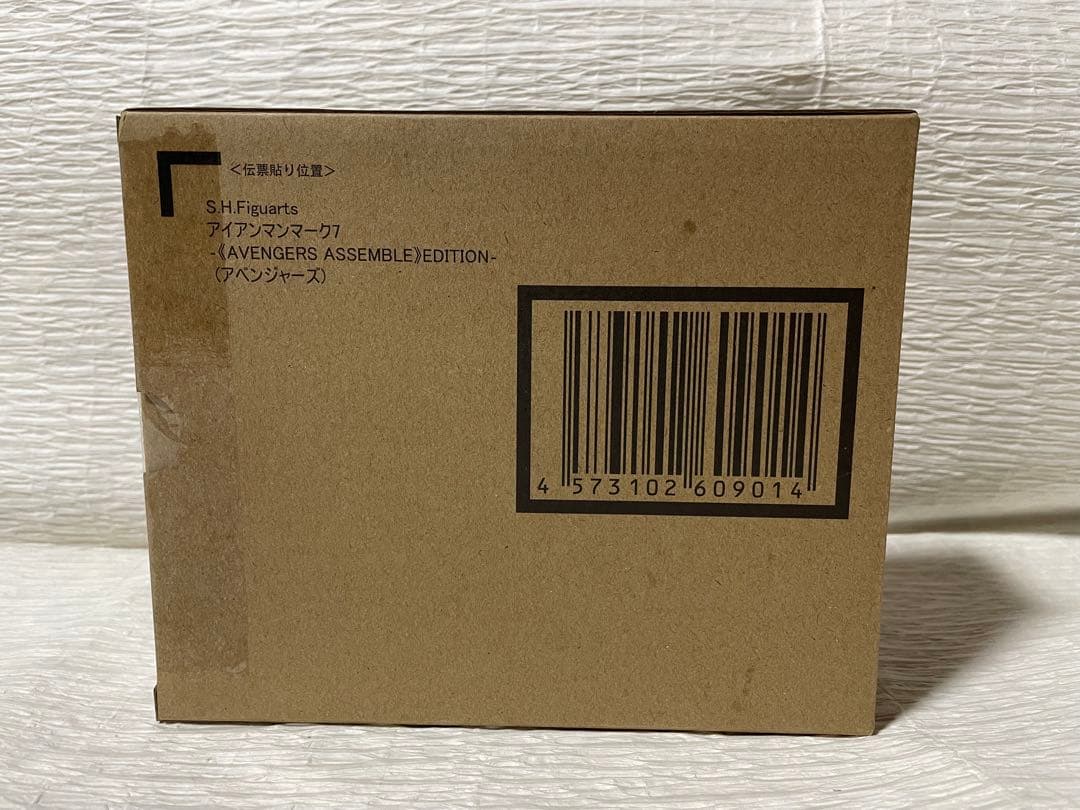 ＜伝票貼り位置＞
S.H.Figuarts
アイアンマンマーク7
-《AVENGERS ASSEMBLE》EDITION-
（アベンジャーズ）
4 573102 609014